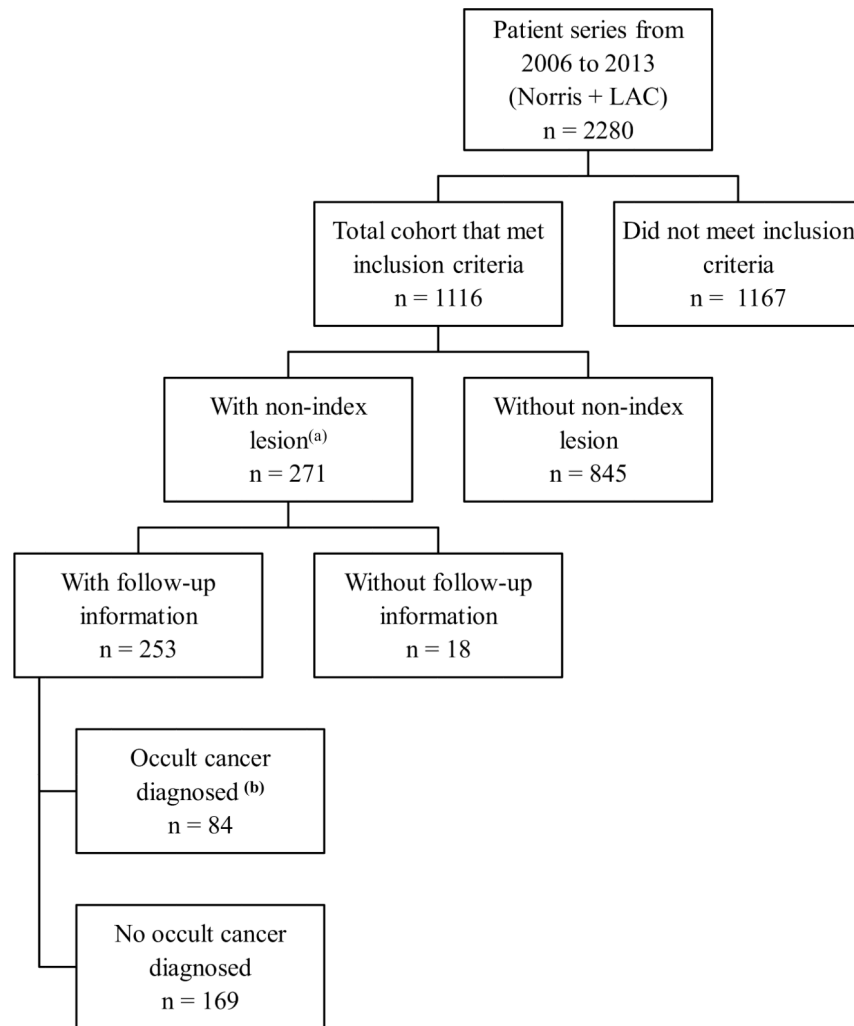 Patient series from
2006 to 2013
(Norris + LAC)
n = 2280
Total cohort that met
inclusion criteria
n = 1116
Did not meet inclusion
criteria
n = 1167
With non-index
lesion(a)
n = 271
Without non-index
lesion
n = 845
With follow-up
information
n = 253
Without follow-up
information
n = 18
Occult cancer
diagnosed (b)
n = 84
No occult cancer
diagnosed
n = 169